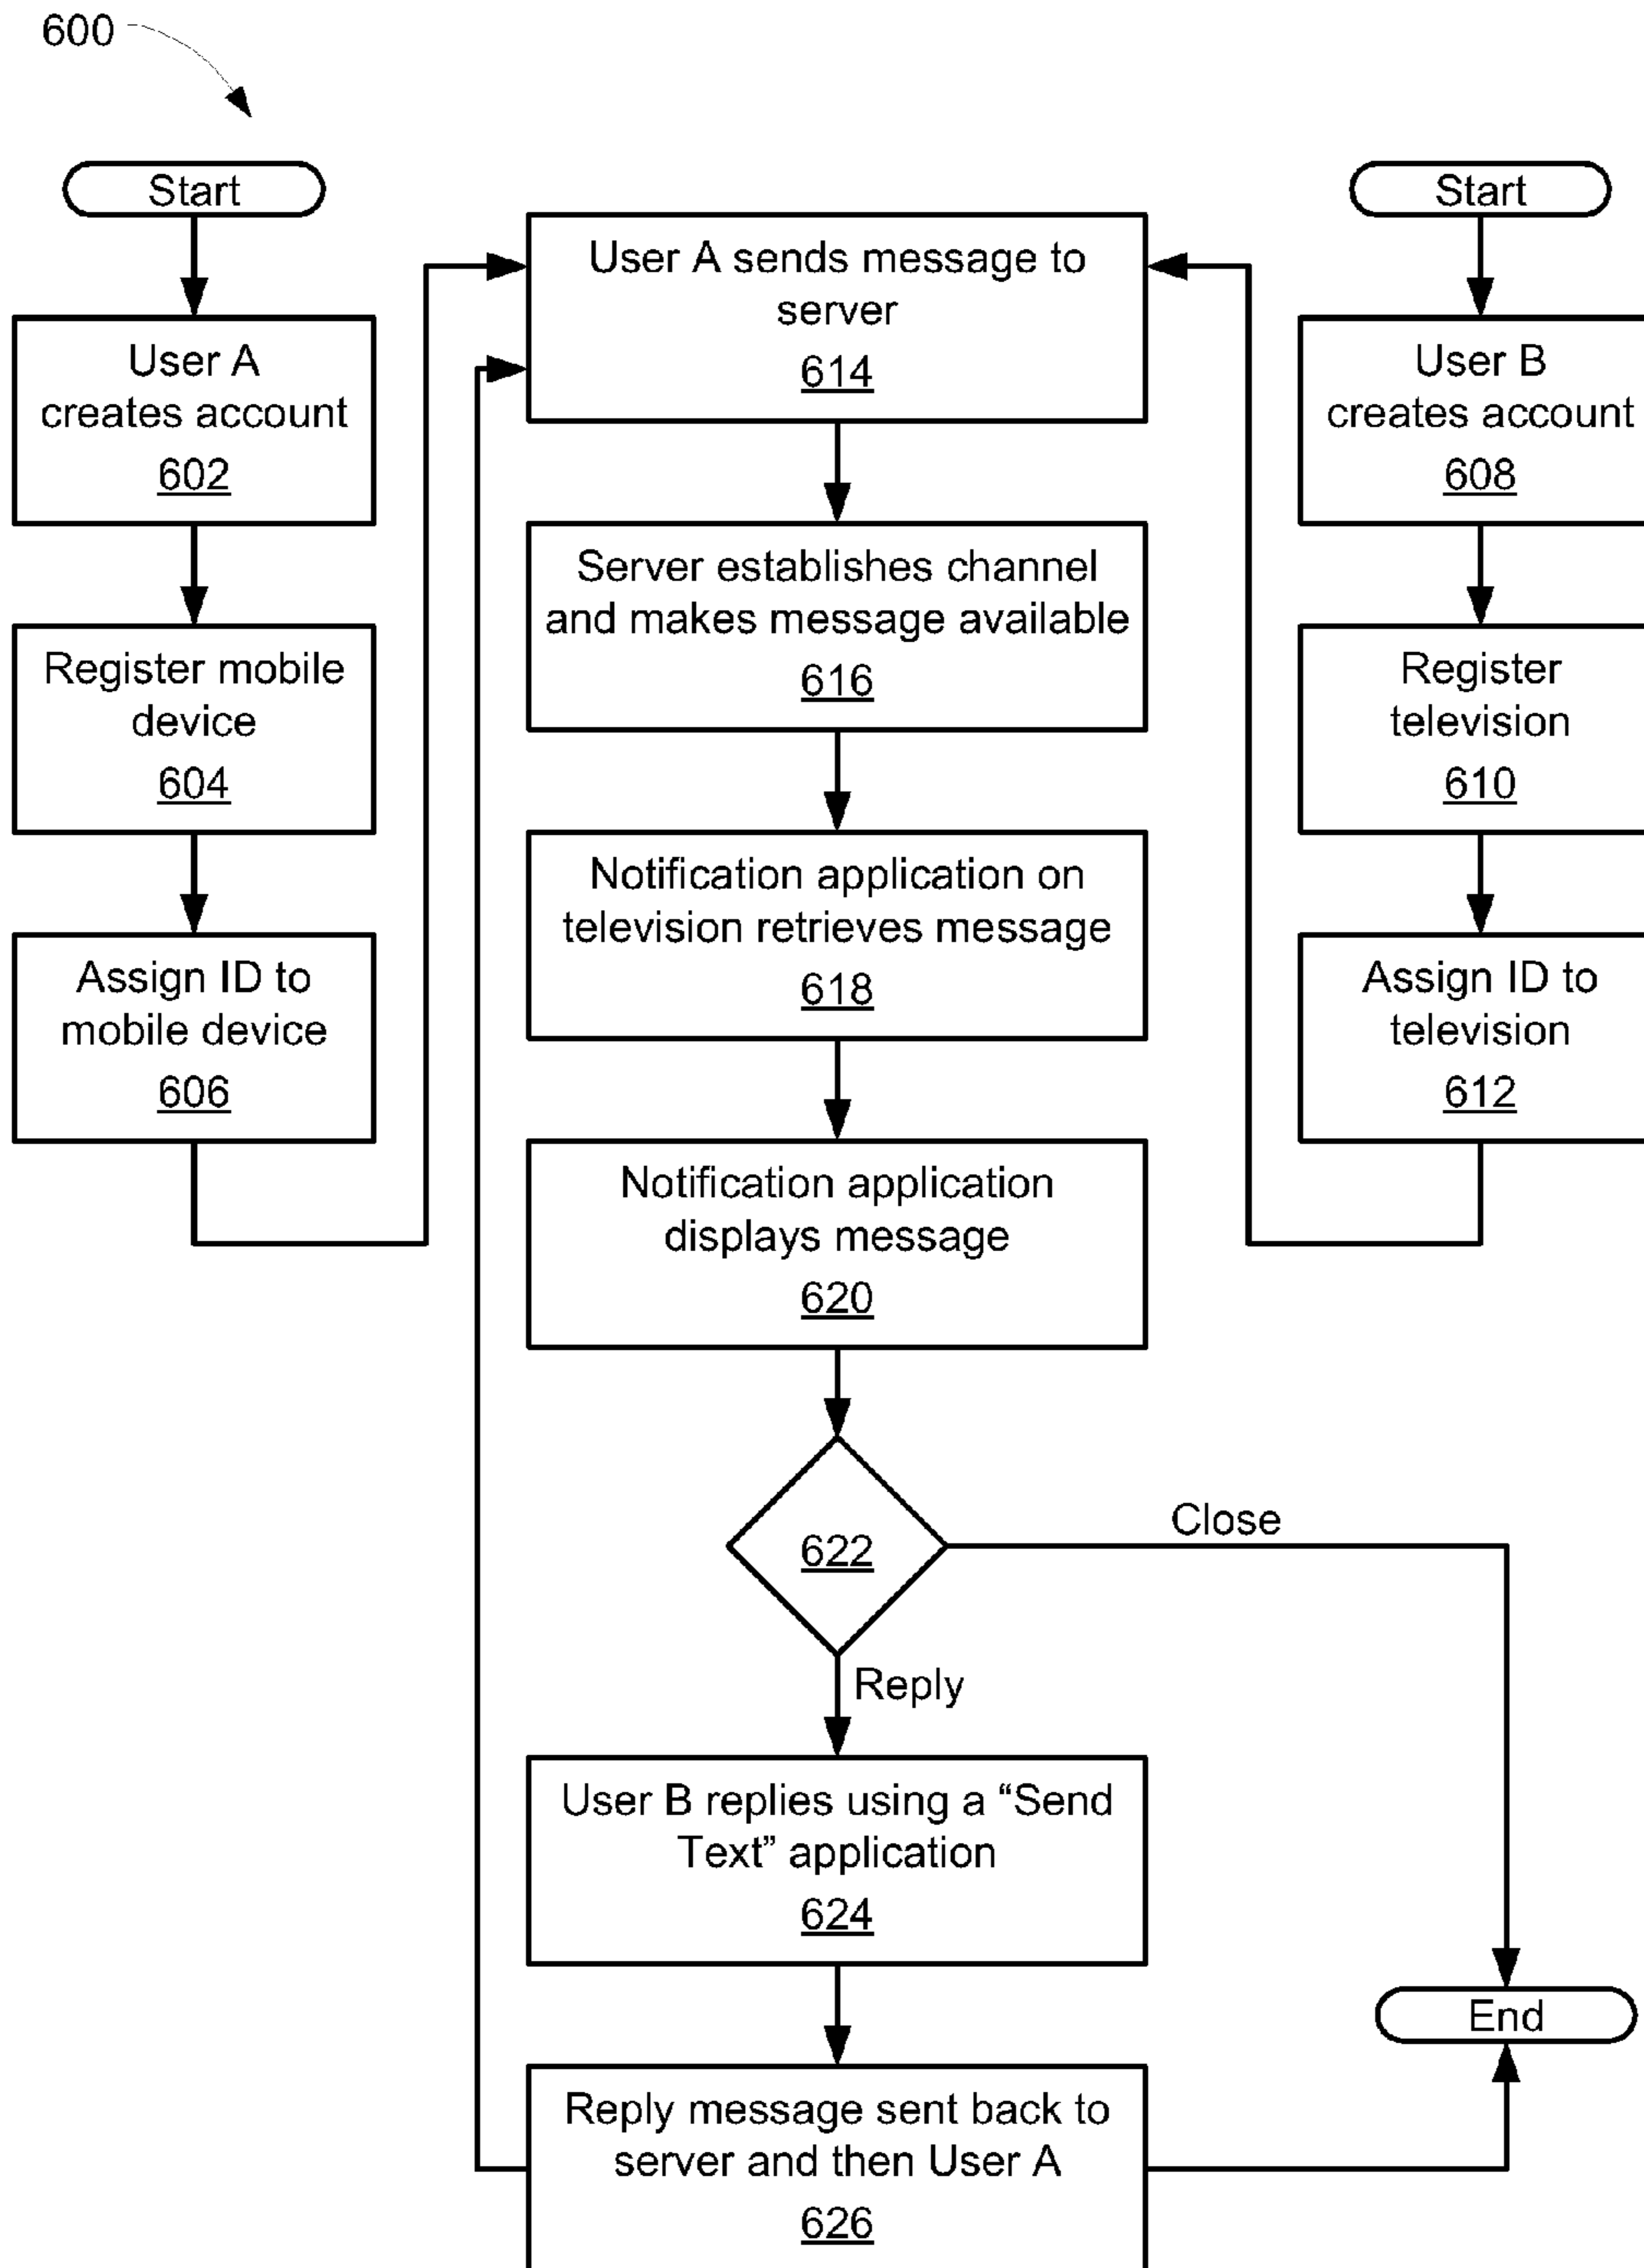 600
Start
User A
creates account
602
Register mobile
device
604
Assign ID to
mobile device
606
Start
User B
creates account
608
Register
television
610
Assign ID to
television
612
User A sends message to
server
614
Server establishes channel
and makes message available
616
Notification application on
television retrieves message
618
Notification application
displays message
620
622
Close
Reply
User B replies using a “Send
Text” application
624
Reply message sent back to
server and then User A
626
End